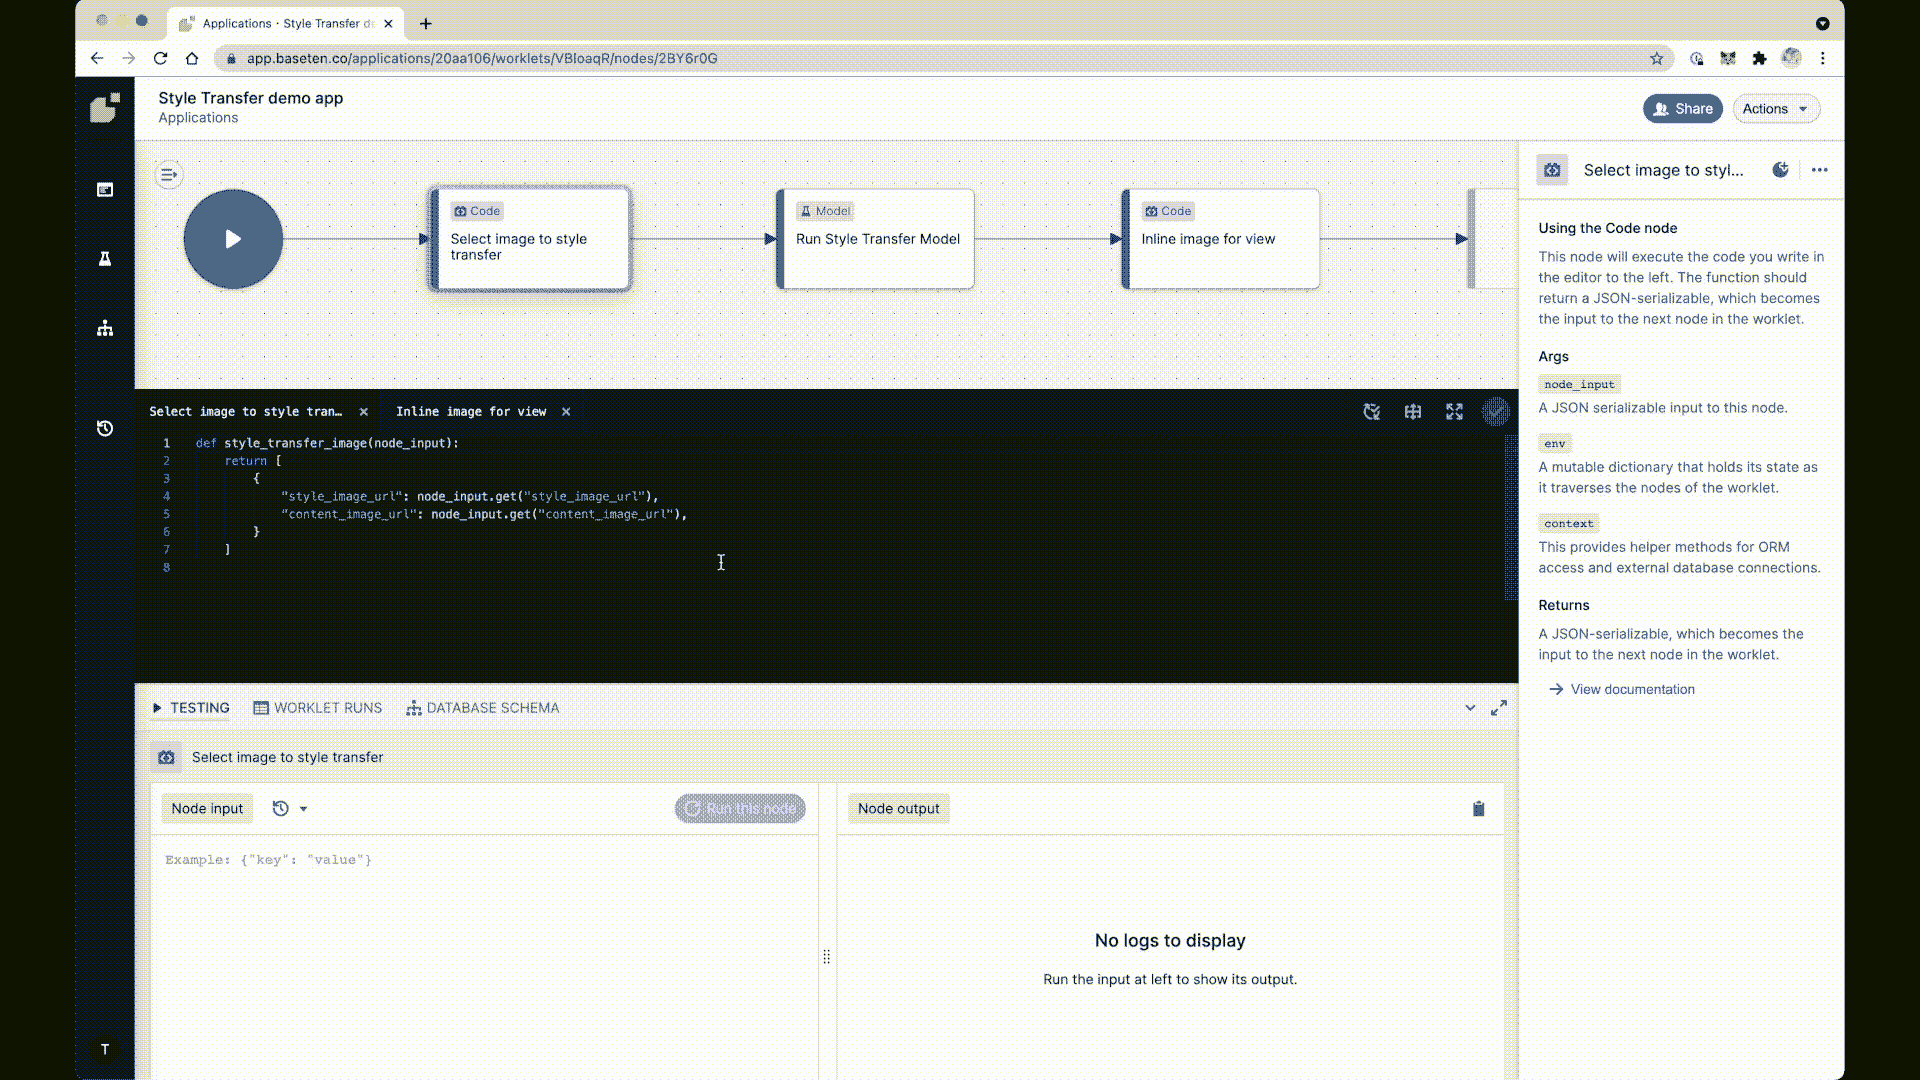 Applications · Style Transfer de
app.baseten.co/applications/20aa106/worklets/VBloaqR/nodes/2BY6r0G
Style Transfer demo app
Applications
Share
Actions
Code
Select image to style
transfer
Model
Run Style Transfer Model
Code
Inline image for view
Select image to style tran…
Inline image for view
1 def style_transfer_image(node_input):
2 return [
3 {
4 "style_image_url": node_input.get("style_image_url"),
5 "content_image_url": node_input.get("content_image_url"),
6 }
7 ]
8
TESTING
WORKLET RUNS
DATABASE SCHEMA
Select image to style transfer
Node input
Run this node
Example: {"key": "value"}
Node output
No logs to display
Run the input at left to show its output.
Select image to styl...
Using the Code node
This node will execute the code you write in
the editor to the left. The function should
return a JSON-serializable, which becomes
the input to the next node in the worklet.
Args
node_input
A JSON serializable input to this node.
env
A mutable dictionary that holds its state as
it traverses the nodes of the worklet.
context
This provides helper methods for ORM
access and external database connections.
Returns
A JSON-serializable, which becomes the
input to the next node in the worklet.
View documentation
T